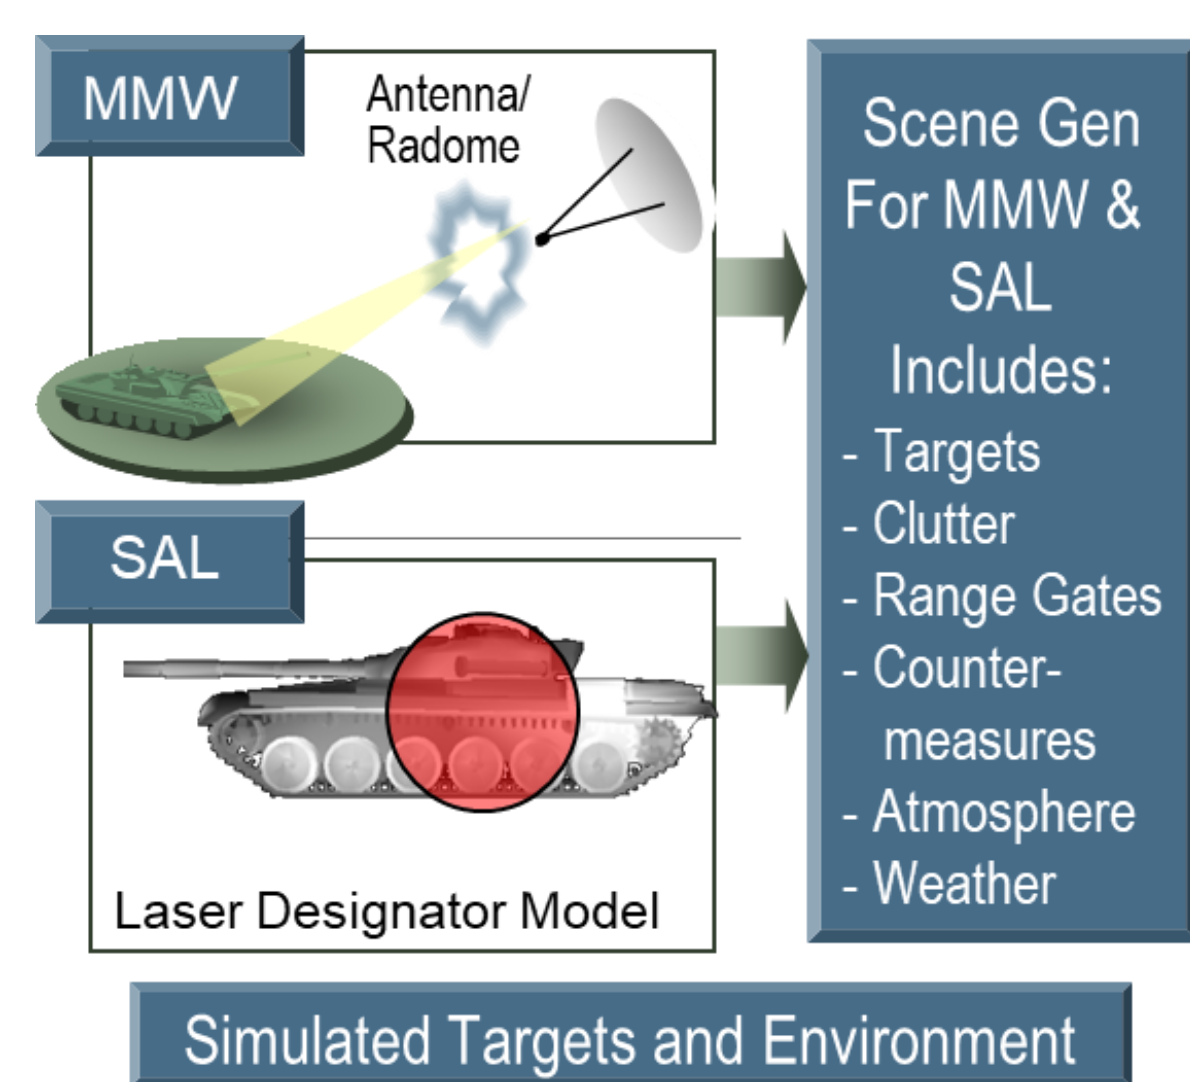 MMW
Antenna/
Radome
SAL
Laser Designator Model
Scene Gen
For MMW &
SAL
Includes:
- Targets
- Clutter
- Range Gates
- Counter-
measures
- Atmosphere
- Weather
Simulated Targets and Environment